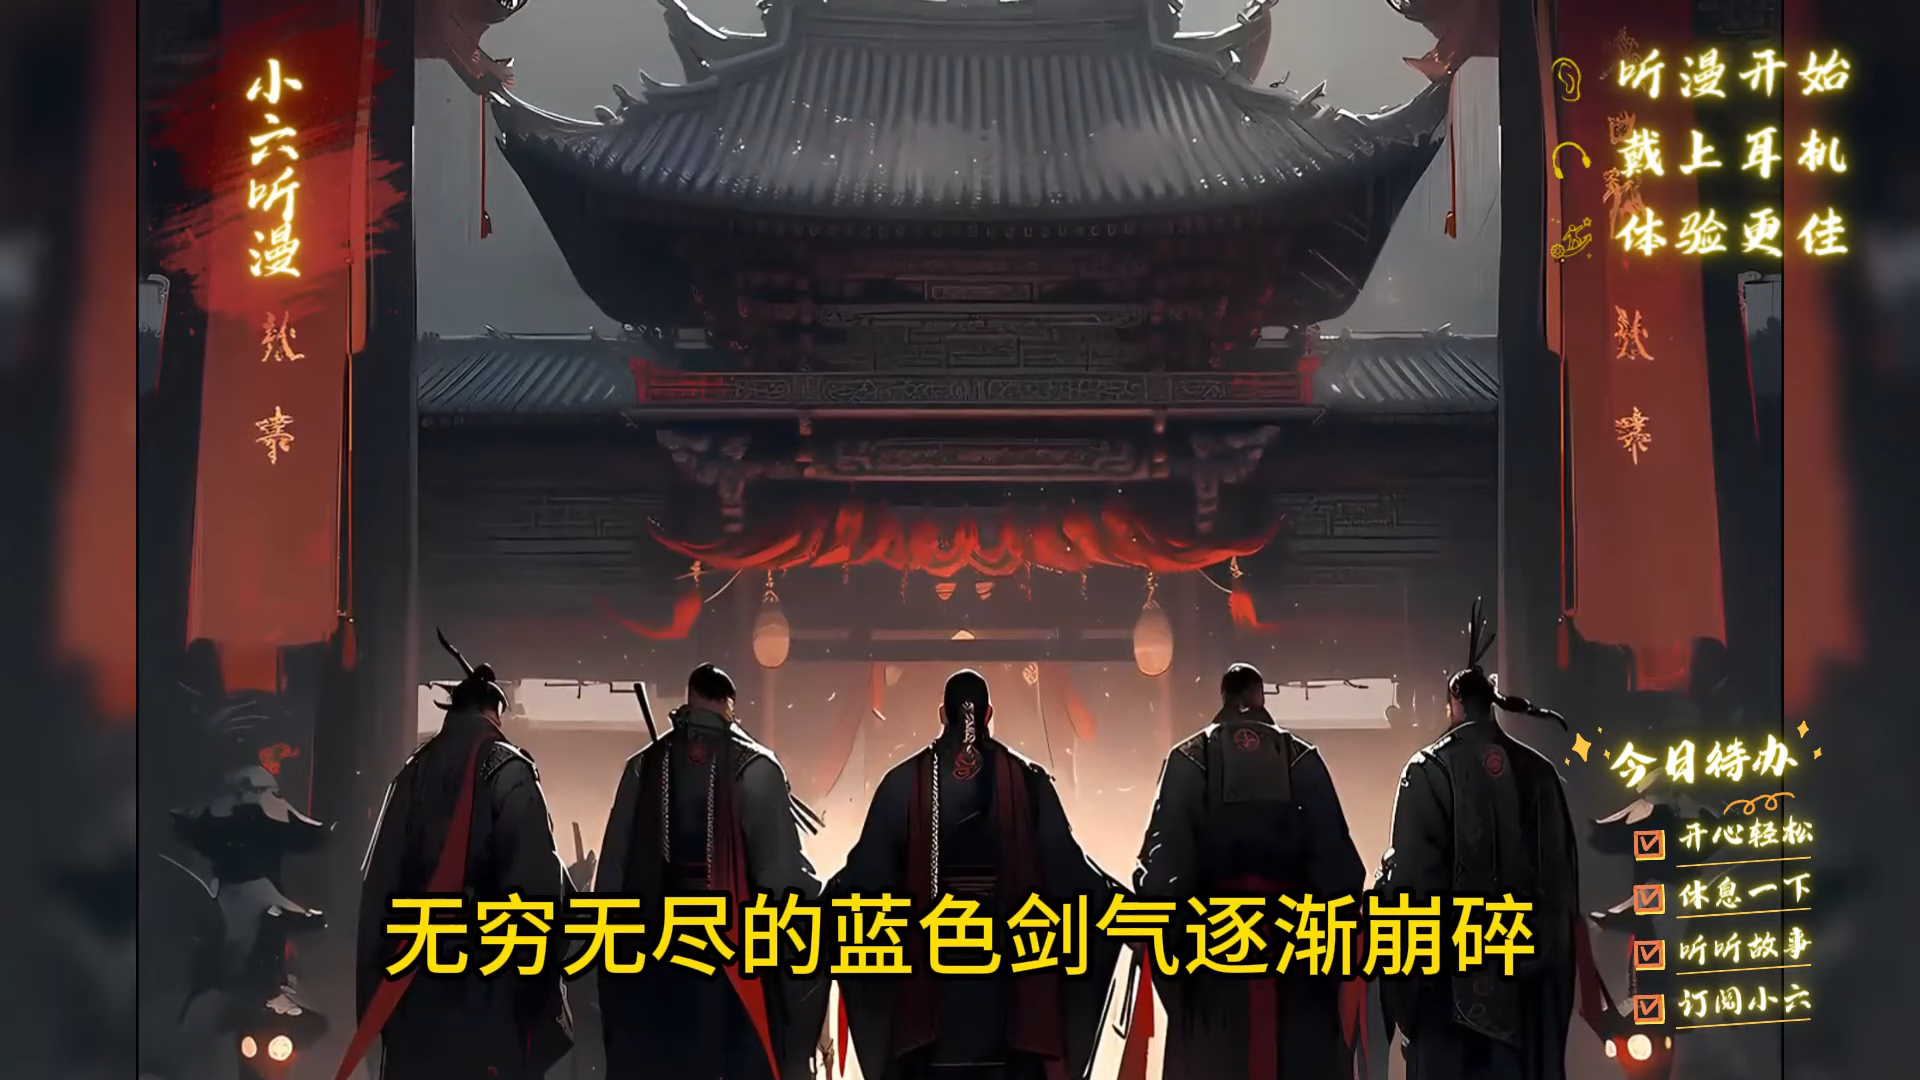 小六听漫
听漫开始
戴上耳机
体验更佳
今日待办
开心轻松
休息一下
听听故事
订阅小六
无穷无尽的蓝色剑气逐渐崩碎